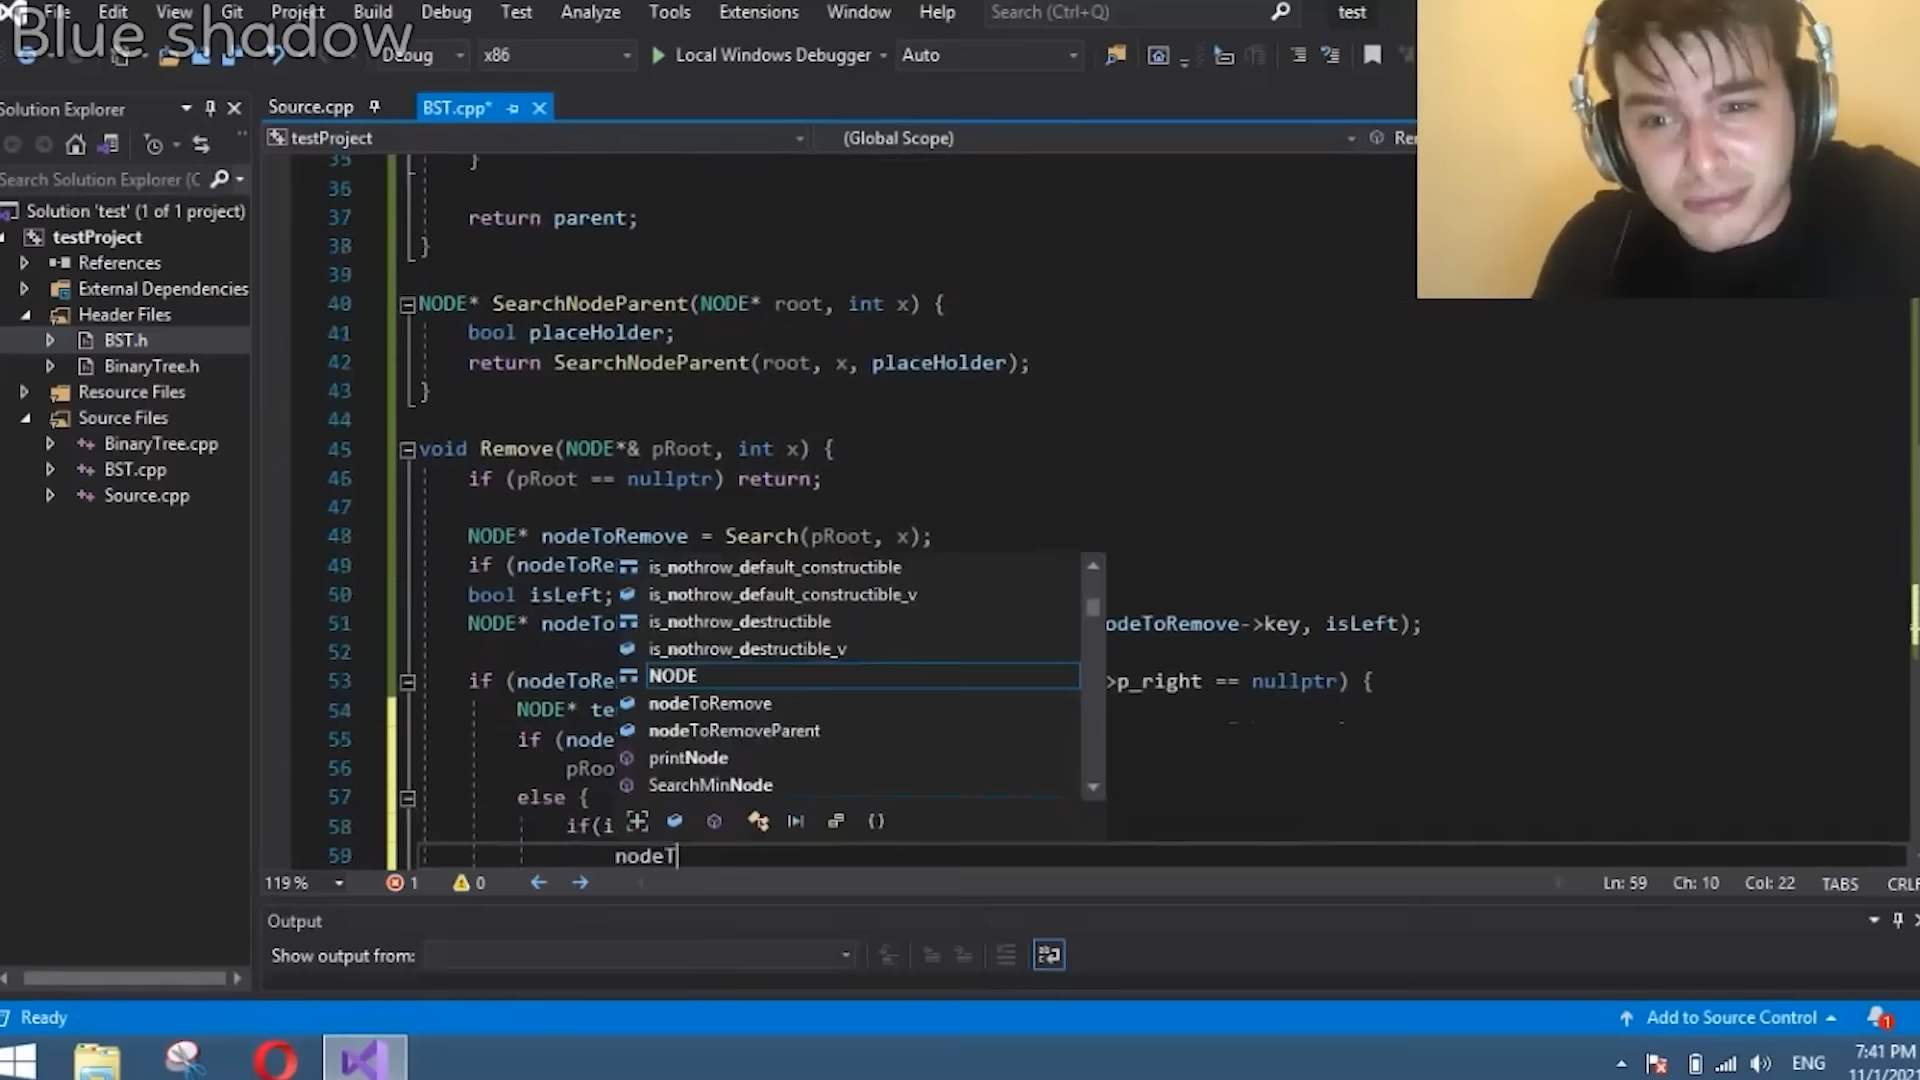 File Edit View Git Project Build Debug Test Analyze Tools Extensions Window Help Search (Ctrl+Q) test
Blue shadow
Debug x86 Local Windows Debugger Auto
Solution Explorer
Source.cpp BST.cpp*
testProject (Global Scope)
Search Solution Explorer (C
Solution 'test' (1 of 1 project)
testProject
References
External Dependencies
Header Files
BST.h
BinaryTree.h
Resource Files
Source Files
BinaryTree.cpp
BST.cpp
Source.cpp
35 }
36
37 return parent;
38 }
39
40 NODE* SearchNodeParent(NODE* root, int x) {
41 bool placeHolder;
42 return SearchNodeParent(root, x, placeHolder);
43 }
44
45 void Remove(NODE*& pRoot, int x) {
46 if (pRoot == nullptr) return;
47
48 NODE* nodeToRemove = Search(pRoot, x);
49 if (nodeToRe
50 bool isLeft;
51 NODE* nodeTo odeToRemove->key, isLeft);
52
53 if (nodeToRe >p_right == nullptr) {
54 NODE* te
55 if (node
56 pRoo
57 else {
58 if(i
59 nodeT
is_nothrow_default_constructible
is_nothrow_default_constructible_v
is_nothrow_destructible
is_nothrow_destructible_v
NODE
nodeToRemove
nodeToRemoveParent
printNode
SearchMinNode
119 % 1 0 Ln: 59 Ch: 10 Col: 22 TABS CRLF
Output
Show output from:
Ready Add to Source Control 1
ENG 7:41 PM